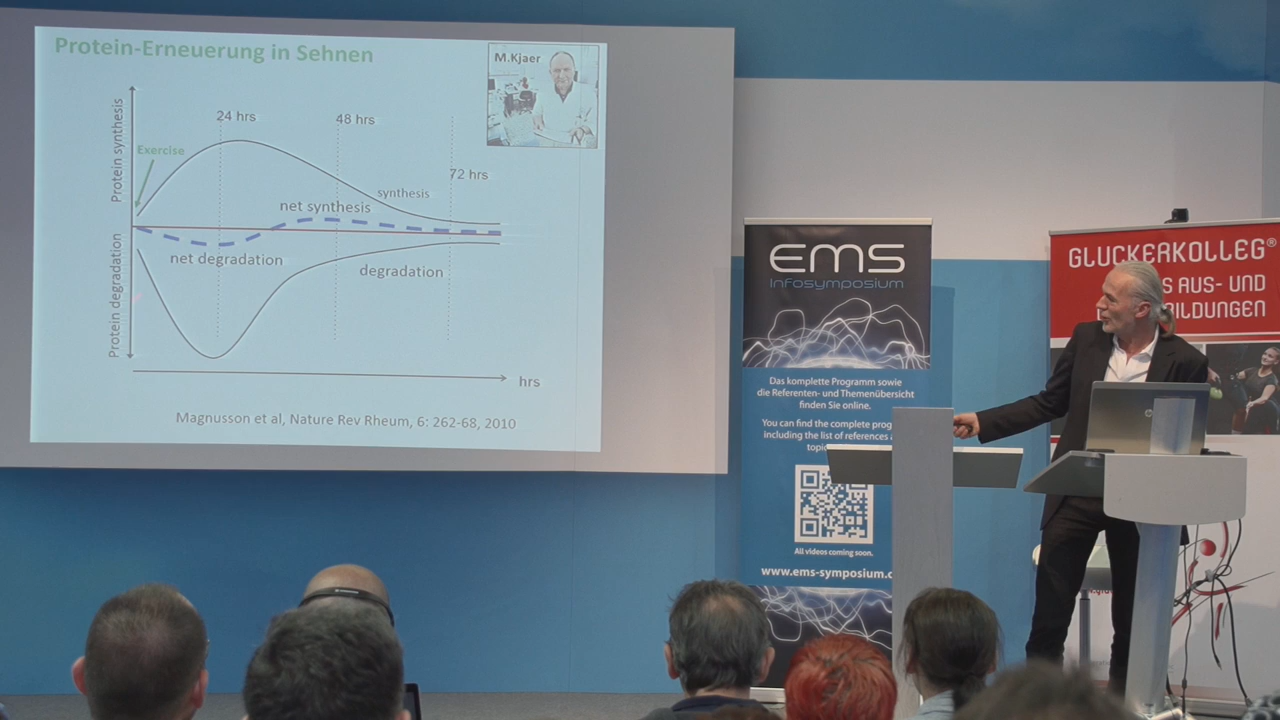 Protein-Erneuerung in Sehnen
M.Kjaer
Protein synthesis
Protein degradation
24 hrs
48 hrs
72 hrs
Exercise
synthesis
net synthesis
net degradation
degradation
hrs
Magnusson et al, Nature Rev Rheum, 6: 262-68, 2010
EMS
Infosymposium
Das komplette Programm sowie
die Referenten- und Themenübersicht
finden Sie online.
You can find the complete
including the list of references
All videos coming soon.
www.ems-symposium.
GLUCKERKOLLEG®
AUS- UND
hp